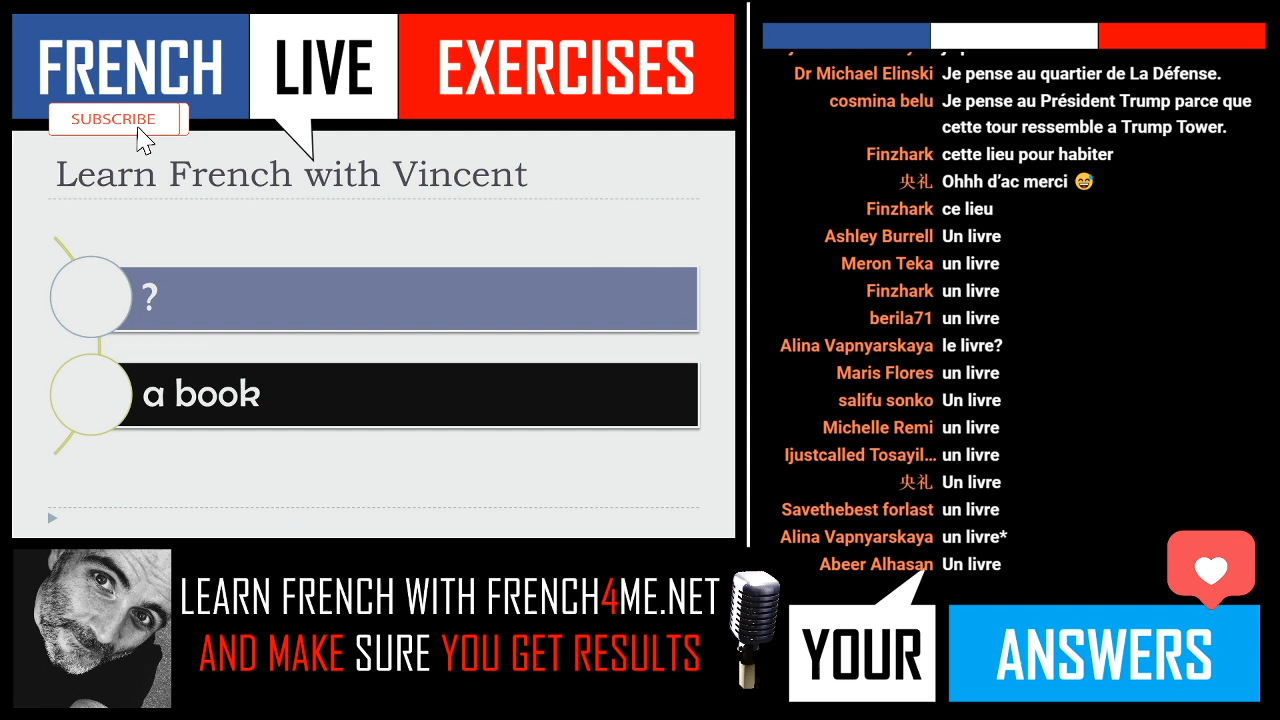 FRENCH LIVE EXERCISES
SUBSCRIBE
Learn French with Vincent
?
a book
LEARN FRENCH WITH FRENCH4ME.NET
AND MAKE SURE YOU GET RESULTS
Dr Michael Elinski Je pense au quartier de La Défense.
cosmina belu Je pense au Président Trump parce que
cette tour ressemble a Trump Tower.
Finzhark cette lieu pour habiter
央礼 Ohhh d’ac merci 😅
Finzhark ce lieu
Ashley Burrell Un livre
Meron Teka un livre
Finzhark un livre
berila71 un livre
Alina Vapnyarskaya le livre?
Maris Flores un livre
salifu sonko Un livre
Michelle Remi un livre
Ijustcalled Tosayil... un livre
央礼 Un livre
Savethebest forlast un livre
Alina Vapnyarskaya un livre*
Abeer Alhasan Un livre
YOUR ANSWERS